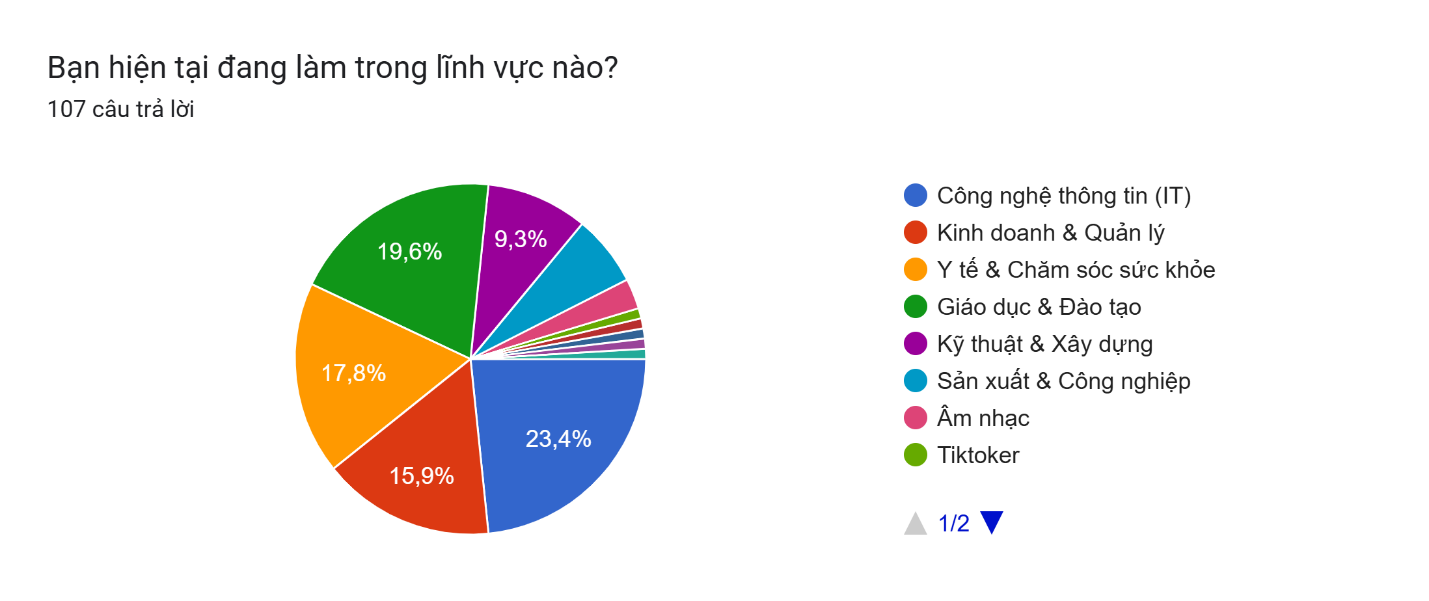 Bạn hiện tại đang làm trong lĩnh vực nào?
107 câu trả lời
19,6%
9,3%
17,8%
23,4%
15,9%
Công nghệ thông tin (IT)
Kinh doanh & Quản lý
Y tế & Chăm sóc sức khỏe
Giáo dục & Đào tạo
Kỹ thuật & Xây dựng
Sản xuất & Công nghiệp
Âm nhạc
Tiktoker
1/2